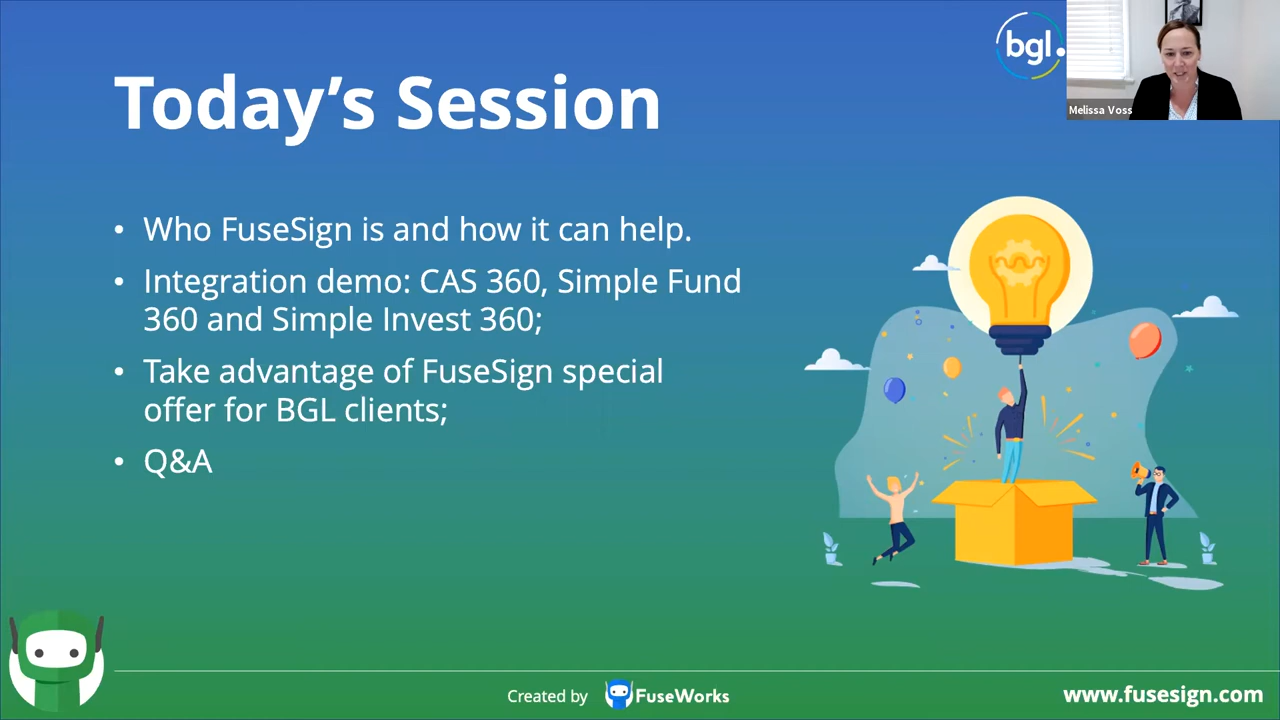 bgl.
Melissa Voss
Today’s Session
• Who FuseSign is and how it can help.
• Integration demo: CAS 360, Simple Fund
360 and Simple Invest 360;
• Take advantage of FuseSign special
offer for BGL clients;
• Q&A
Created by FuseWorks
www.fusesign.com